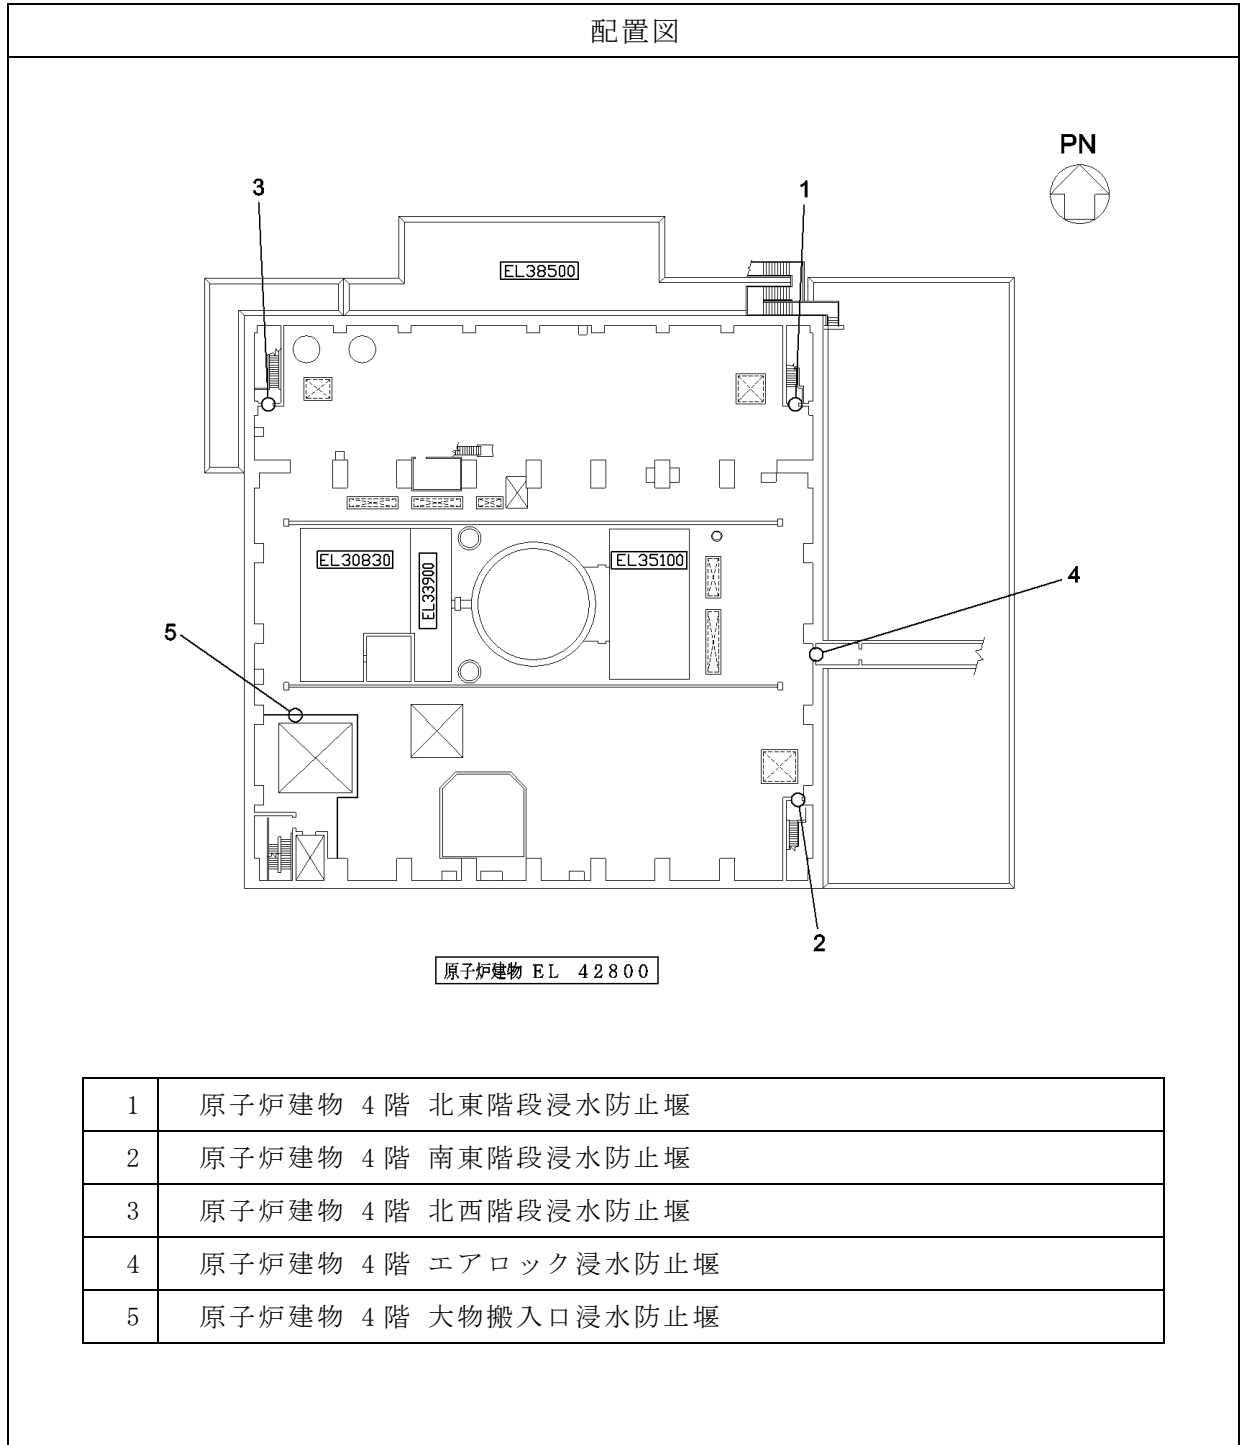 配置図
PN
3
1
EL38500
EL30830
EL33900
EL35100
4
5
2
原子炉建物 EL 42800
1 原子炉建物 4階 北東階段浸水防止堰
2 原子炉建物 4階 南東階段浸水防止堰
3 原子炉建物 4階 北西階段浸水防止堰
4 原子炉建物 4階 エアロック浸水防止堰
5 原子炉建物 4階 大物搬入口浸水防止堰